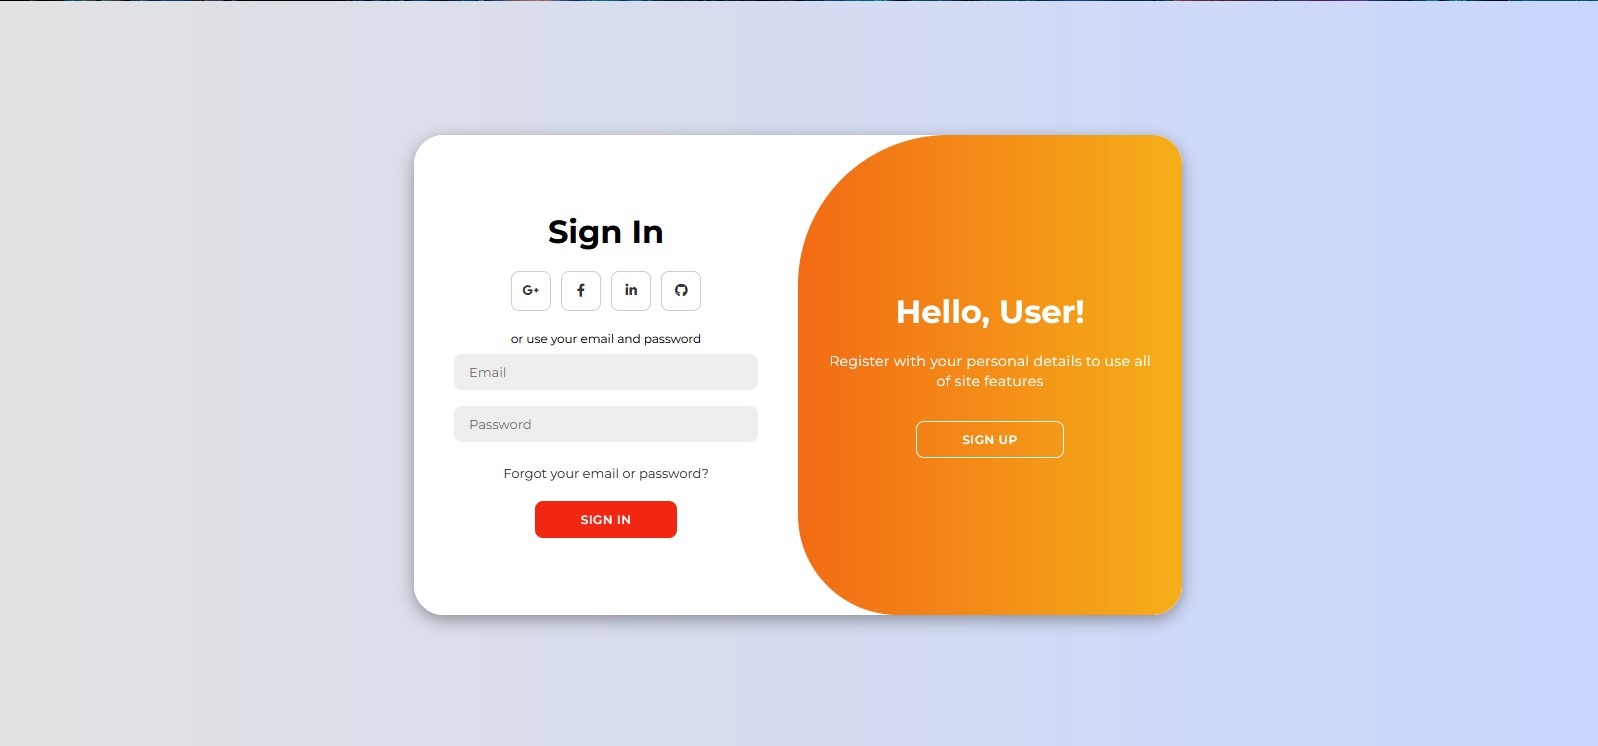 Sign In
G+ f in
or use your email and password
Email
Password
Forgot your email or password?
SIGN IN
Hello, User!
Register with your personal details to use all
of site features
SIGN UP